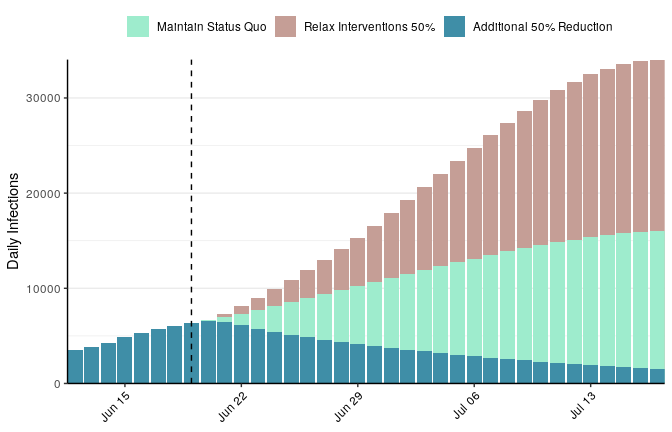 Maintain Status Quo Relax Interventions 50% Additional 50% Reduction
Daily Infections
30000
20000
10000
0
Jun 15 Jun 22 Jun 29 Jul 06 Jul 13